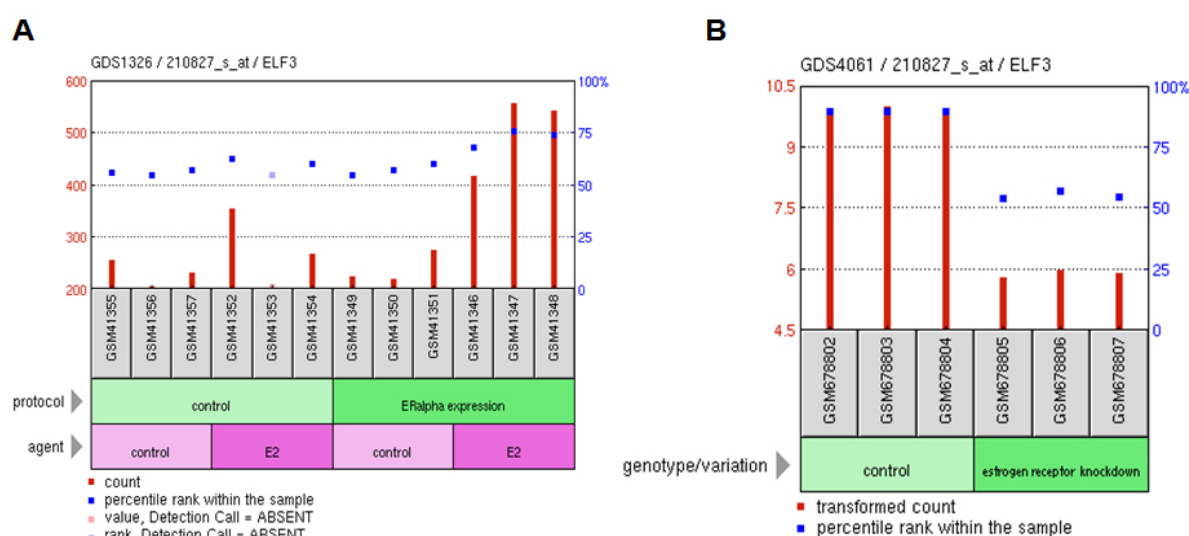 A
GDS1326 / 210827_s_at / ELF3
600
500
400
300
200
100%
75
50
25
0
GSM41355
GSM41356
GSM41357
GSM41352
GSM41353
GSM41354
GSM41349
GSM41350
GSM41351
GSM41346
GSM41347
GSM41348
protocol
control
ERalpha expression
agent
control
E2
control
E2
count
percentile rank within the sample
value, Detection Call = ABSENT
rank, Detection Call = ABSENT
B
GDS4061 / 210827_s_at / ELF3
10.5
9
7.5
6
4.5
100%
75
50
25
0
GSM678802
GSM678803
GSM678804
GSM678805
GSM678806
GSM678807
genotype/variation
control
estrogen receptor knockdown
transformed count
percentile rank within the sample